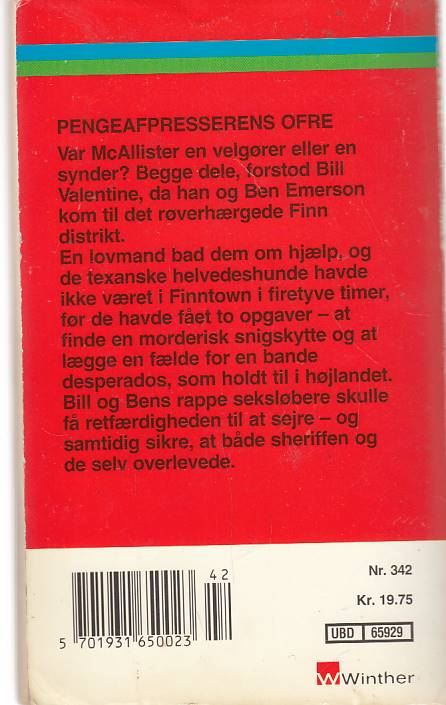 PENGEAFPRESSERENS OFRE
Var McAllister en velgører eller en
synder? Begge dele, forstod Bill
Valentine, da han og Ben Emerson
kom til det røverhærgede Finn
distrikt.
En lovmand bad dem om hjælp, og
de texanske helvedeshunde havde
ikke været i Finntown i firetyve timer,
før de havde fået to opgaver – at
finde en morderisk snigskytte og at
lægge en fælde for en bande
desperados, som holdt til i højlandet.
Bill og Bens rappe seksløbere skulle
få retfærdigheden til at sejre – og
samtidig sikre, at både sheriffen og
de selv overlevede.
42
5 701931 650023
Nr. 342
Kr. 19.75
UBD 65929
Winther